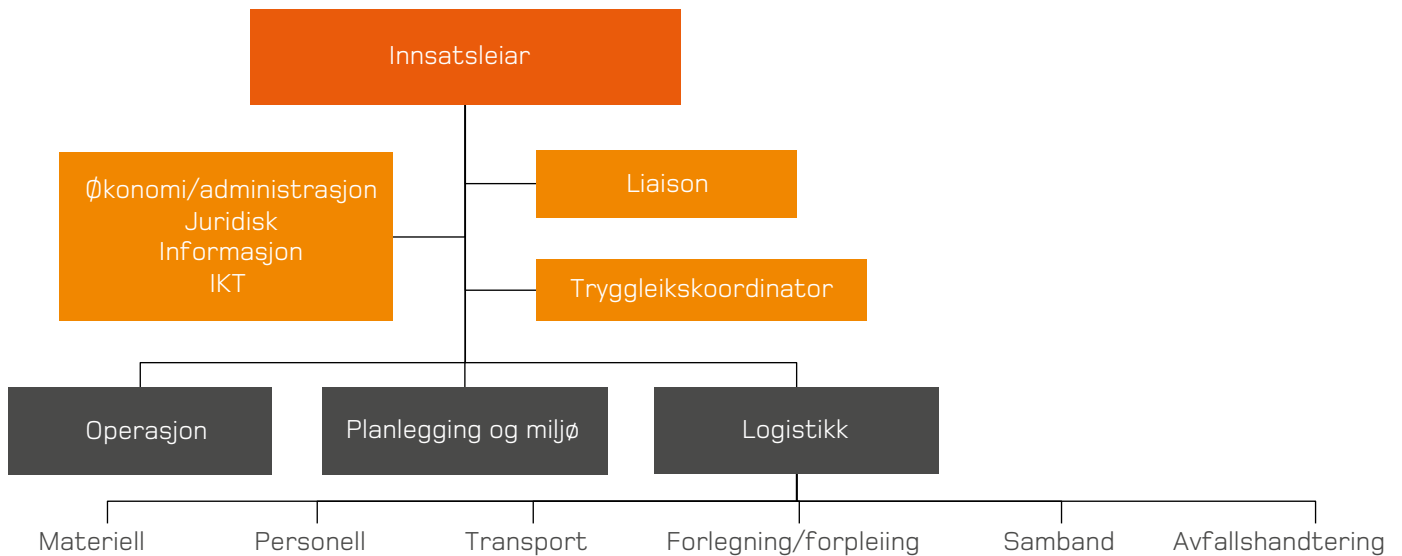 Innsatsleiar
Økonomi/administrasjon
Juridisk
Informasjon
IKT
Liaison
Tryggleikskoordinator
Operasjon
Planlegging og miljø
Logistikk
Materiell
Personell
Transport
Forlegning/forpleiing
Samband
Avfallshandtering